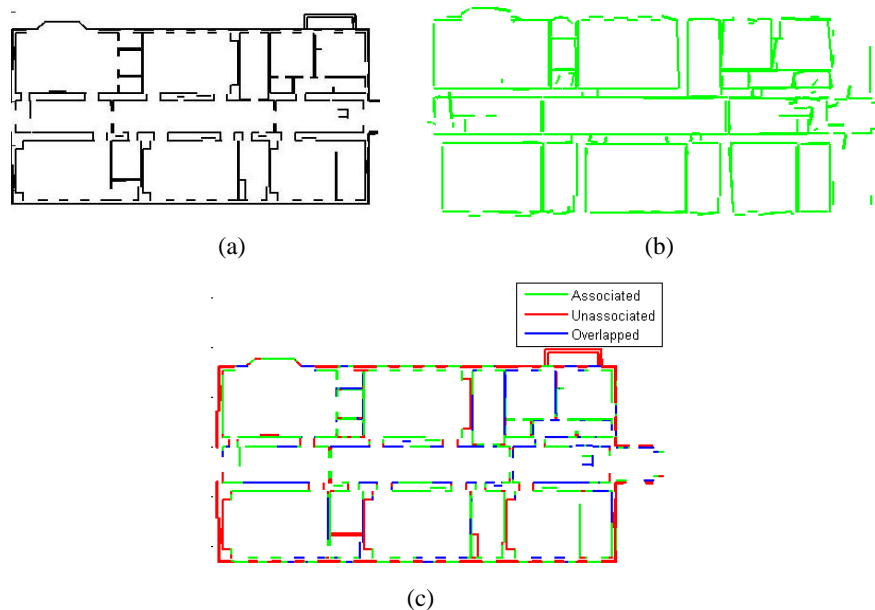 (a)
(b)
Associated
Unassociated
Overlapped
(c)